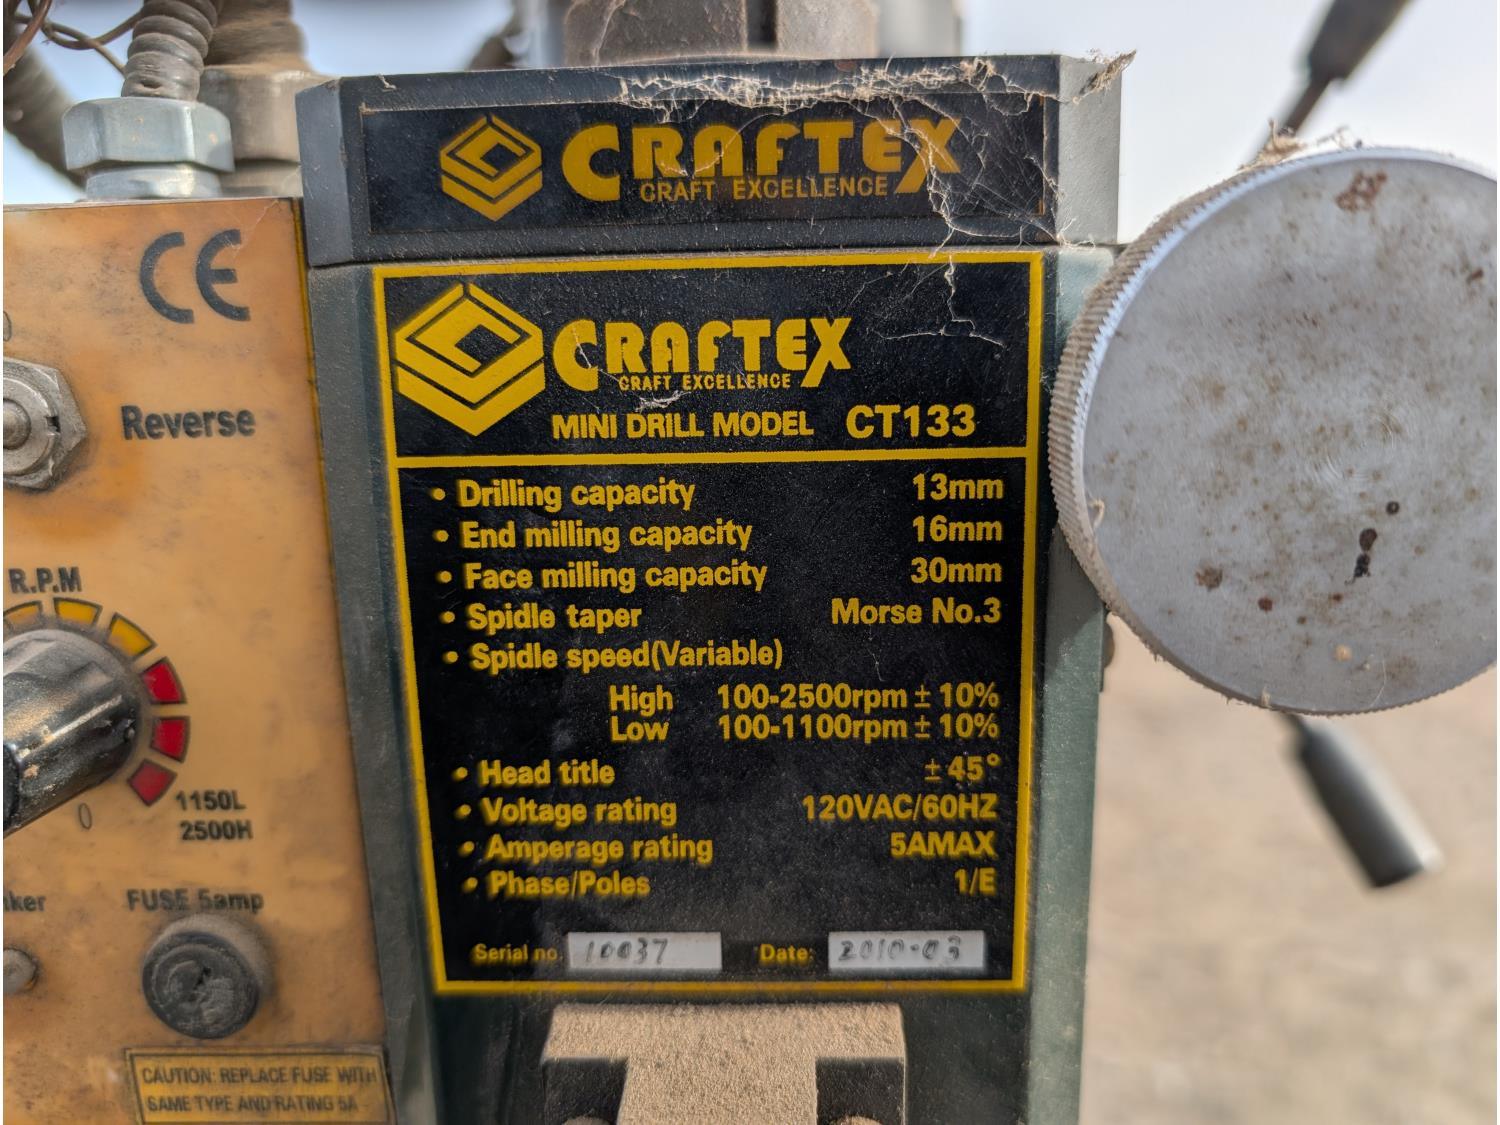 CRAFTEX
CRAFT EXCELLENCE
CE
Reverse
R.P.M
0
1150L
2500H
FUSE 5amp
CAUTION: REPLACE FUSE WITH
SAME TYPE AND RATING 5A
CRAFTEX
CRAFT EXCELLENCE
MINI DRILL MODEL CT133
• Drilling capacity 13mm
• End milling capacity 16mm
• Face milling capacity 30mm
• Spidle taper Morse No.3
• Spidle speed(Variable)
High 100-2500rpm ± 10%
Low 100-1100rpm ± 10%
• Head title ± 45°
• Voltage rating 120VAC/60HZ
• Amperage rating 5AMAX
• Phase/Poles 1/E
Serial no. 10037 Date: 2010-03